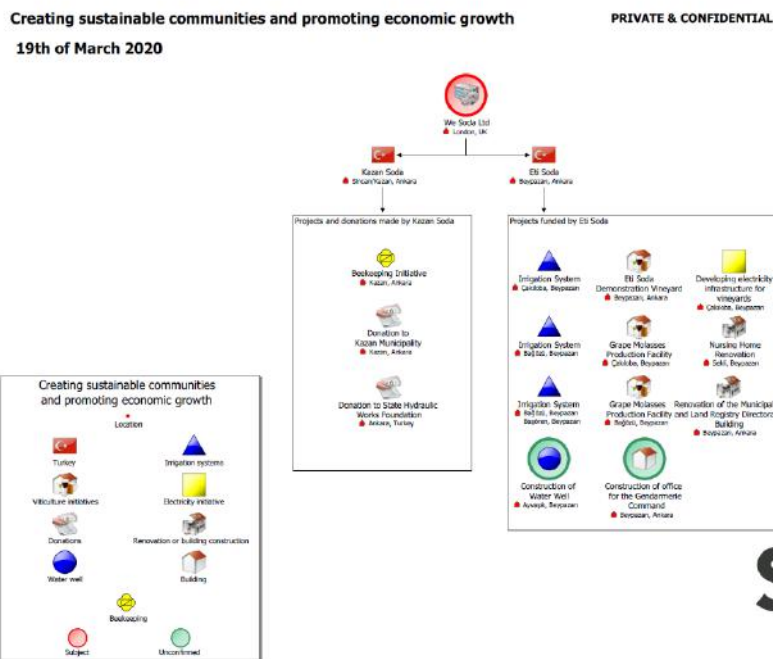 Creating sustainable communities and promoting economic growth
PRIVATE & CONFIDENTIAL
19th of March 2020
We Soda Ltd
London, UK
Kazan Soda
Sincan/Kazan, Ankara
Eti Soda
Beypazarı, Ankara
Projects and donations made by Kazan Soda
Beekeeping Initiative
Kazan, Ankara
Donation to
Kazan Municipality
Kazan, Ankara
Donation to State Hydraulic
Works Foundation
Ankara, Turkey
Projects funded by Eti Soda
Irrigation System
Çakıloba, Beypazarı
Eti Soda
Demonstration Vineyard
Beypazarı, Ankara
Developing electricity
infrastructure for
vineyards
Çakıloba, Beypazarı
Irrigation System
Bağözü, Beypazarı
Grape Molasses
Production Facility
Çakıloba, Beypazarı
Nursing Home
Renovation
Sekli, Beypazarı
Irrigation System
Bağözü, Beypazarı
Başören, Beypazarı
Grape Molasses
Production Facility
Bağözü, Beypazarı
Renovation of the Municipal
and Land Registry Directora
Building
Beypazarı, Ankara
Construction of
Water Well
Beypazarı
Construction of office
for the Gendarmerie
Command
Beypazarı, Ankara
Creating sustainable communities
and promoting economic growth
Location
Turkey
Irrigation systems
Viticulture initiatives
Electricity initiative
Donations
Renovation or building construction
Water well
Building
Beekeeping
Subject
Unconfirmed
S